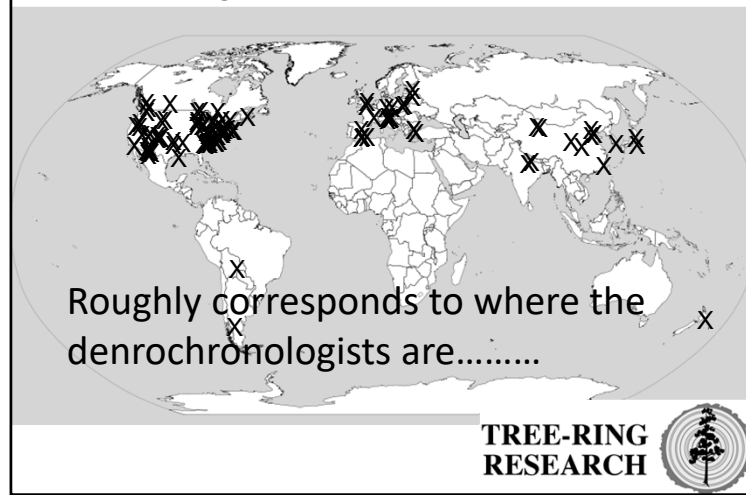 Roughly corresponds to where the
denrochronologists are………
TREE-RING
RESEARCH